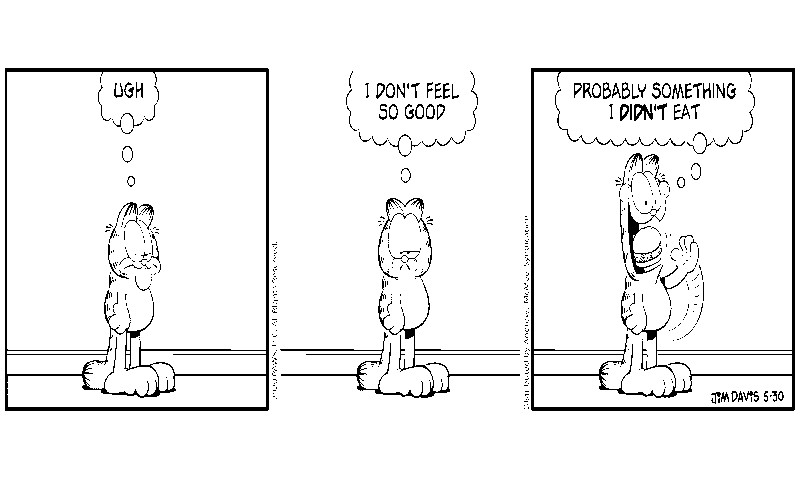 UGH
I DON'T FEEL
SO GOOD
PROBABLY SOMETHING
I DIDN'T EAT
JIM DAVIS 5-30